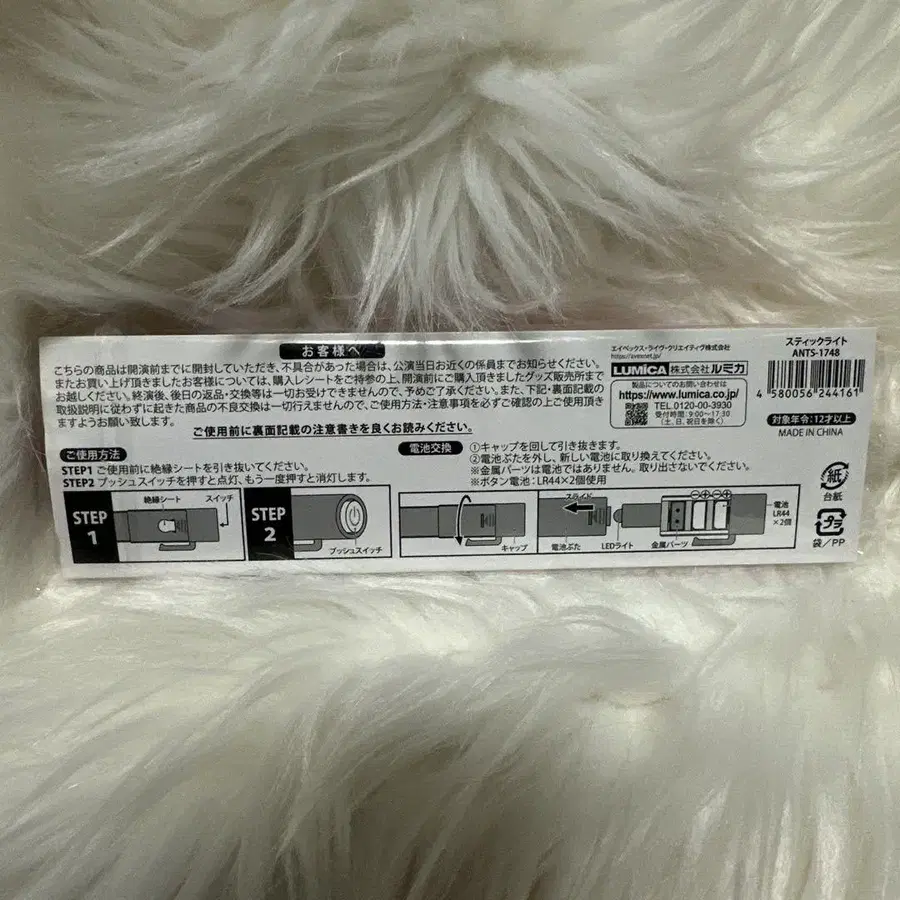 お客様へ
こちらの商品は開演前までに開封していただき、不具合があった場合は、公演当日お近くの係員までお知らせください。
またお買い上げ頂きましたお客様については、購入レシートをご持参の上、開演前にご購入頂きましたグッズ販売所まで
お越しください。終演後、後日の返品・交換等は一切お受けできませんので、予めご了承ください。また、下記・裏面記載の
取扱説明に従わずに起きた商品の不良交換は一切行えませんので、ご使用方法・注意事項を必ずご確認の上ご使用頂き
ますようお願い致します。
ご使用前に裏面記載の注意書きを良くお読みください。
エイベックス・ライヴ・クリエイティヴ株式会社
https://avexnet.jp/
LUMICA 株式会社ルミカ
製品についてのお問い合わせは
https://www.lumica.co.jp/
TEL 0120-00-3930
受付時間:9:00〜17:30
(土、日、祝日を除く)
スティックライト
ANTS-1748
4 580056 244161
対象年令:12才以上
MADE IN CHINA
紙
台紙
プラ
袋/PP
ご使用方法
STEP1 ご使用前に絶縁シートを引き抜いてください。
STEP2 プッシュスイッチを押すと点灯、もう一度押すと消灯します。
STEP 1
絶縁シート
スイッチ
STEP 2
プッシュスイッチ
電池交換
①キャップを回して引き抜きます。
②電池ぶたを外し、新しい電池に取り換えてください。
※金属パーツは電池ではありません。取り出さないでください。
※ボタン電池:LR44×2個使用
キャップ
スライド
電池ぶた
LEDライト
金属パーツ
電池
LR44
×2個